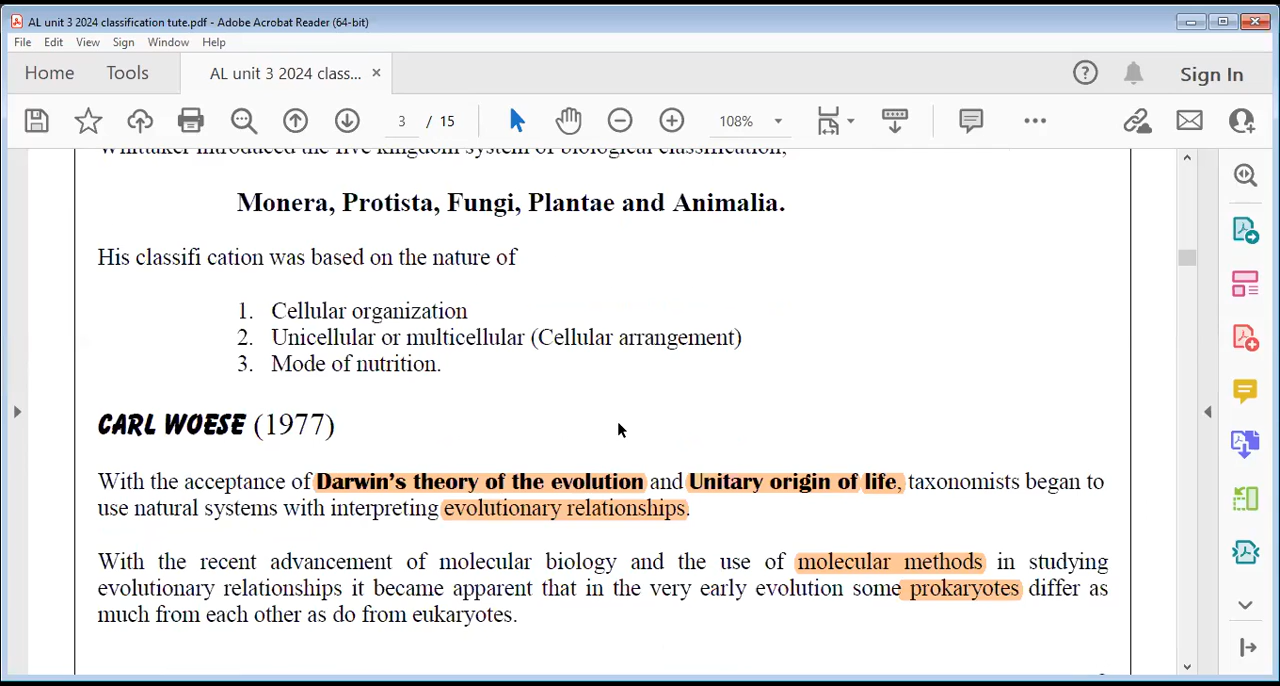 AL unit 3 2024 classification tute.pdf - Adobe Acrobat Reader (64-bit)
File Edit View Sign Window Help
Home Tools AL unit 3 2024 class... × Sign In
3 / 15 108%
Whittaker introduced the five kingdom system of biological classification,
Monera, Protista, Fungi, Plantae and Animalia.
His classifi cation was based on the nature of
1. Cellular organization
2. Unicellular or multicellular (Cellular arrangement)
3. Mode of nutrition.
CARL WOESE (1977)
With the acceptance of Darwin's theory of the evolution and Unitary origin of life, taxonomists began to
use natural systems with interpreting evolutionary relationships.
With the recent advancement of molecular biology and the use of molecular methods in studying
evolutionary relationships it became apparent that in the very early evolution some prokaryotes differ as
much from each other as do from eukaryotes.